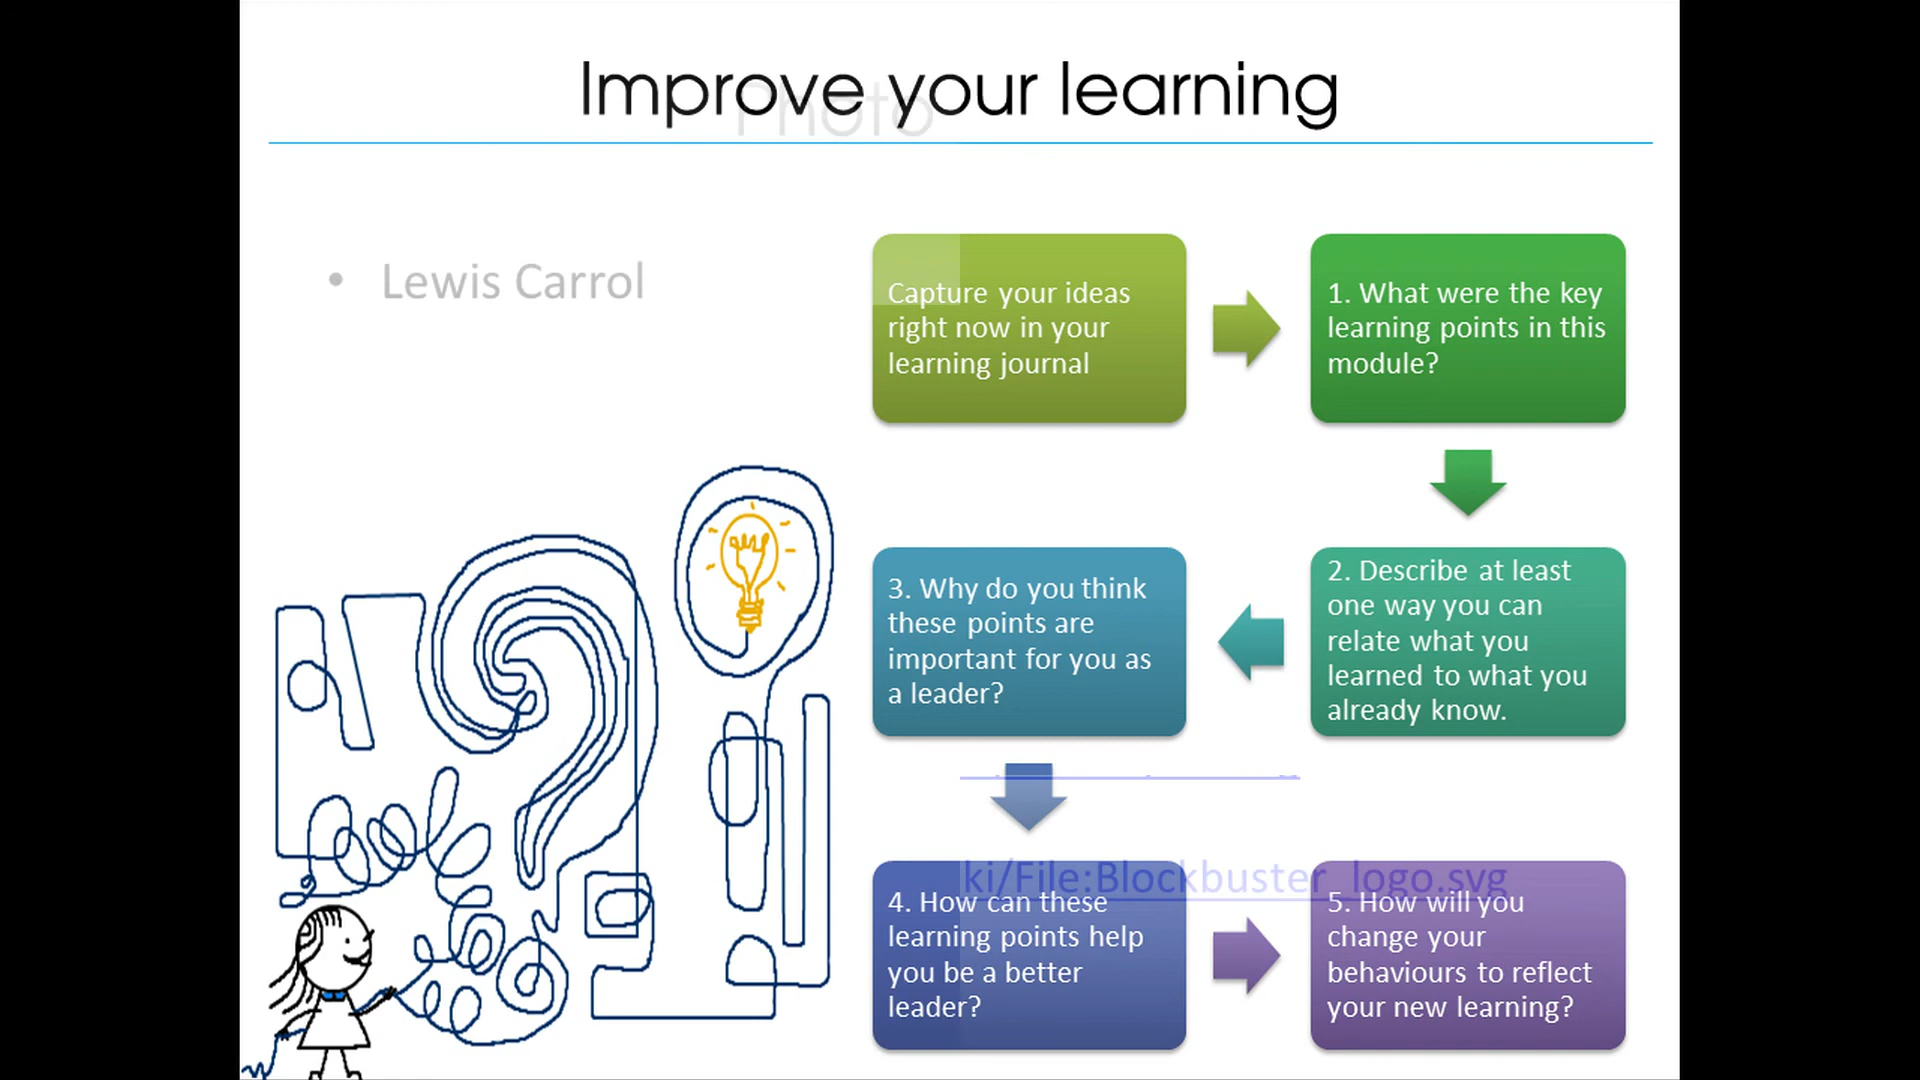 Improve your learning
Photo
• Lewis Carrol
Capture your ideas
right now in your
learning journal
1. What were the key
learning points in this
module?
2. Describe at least
one way you can
relate what you
learned to what you
already know.
3. Why do you think
these points are
important for you as
a leader?
ki/File:Blockbuster_logo.svg
4. How can these
learning points help
you be a better
leader?
5. How will you
change your
behaviours to reflect
your new learning?